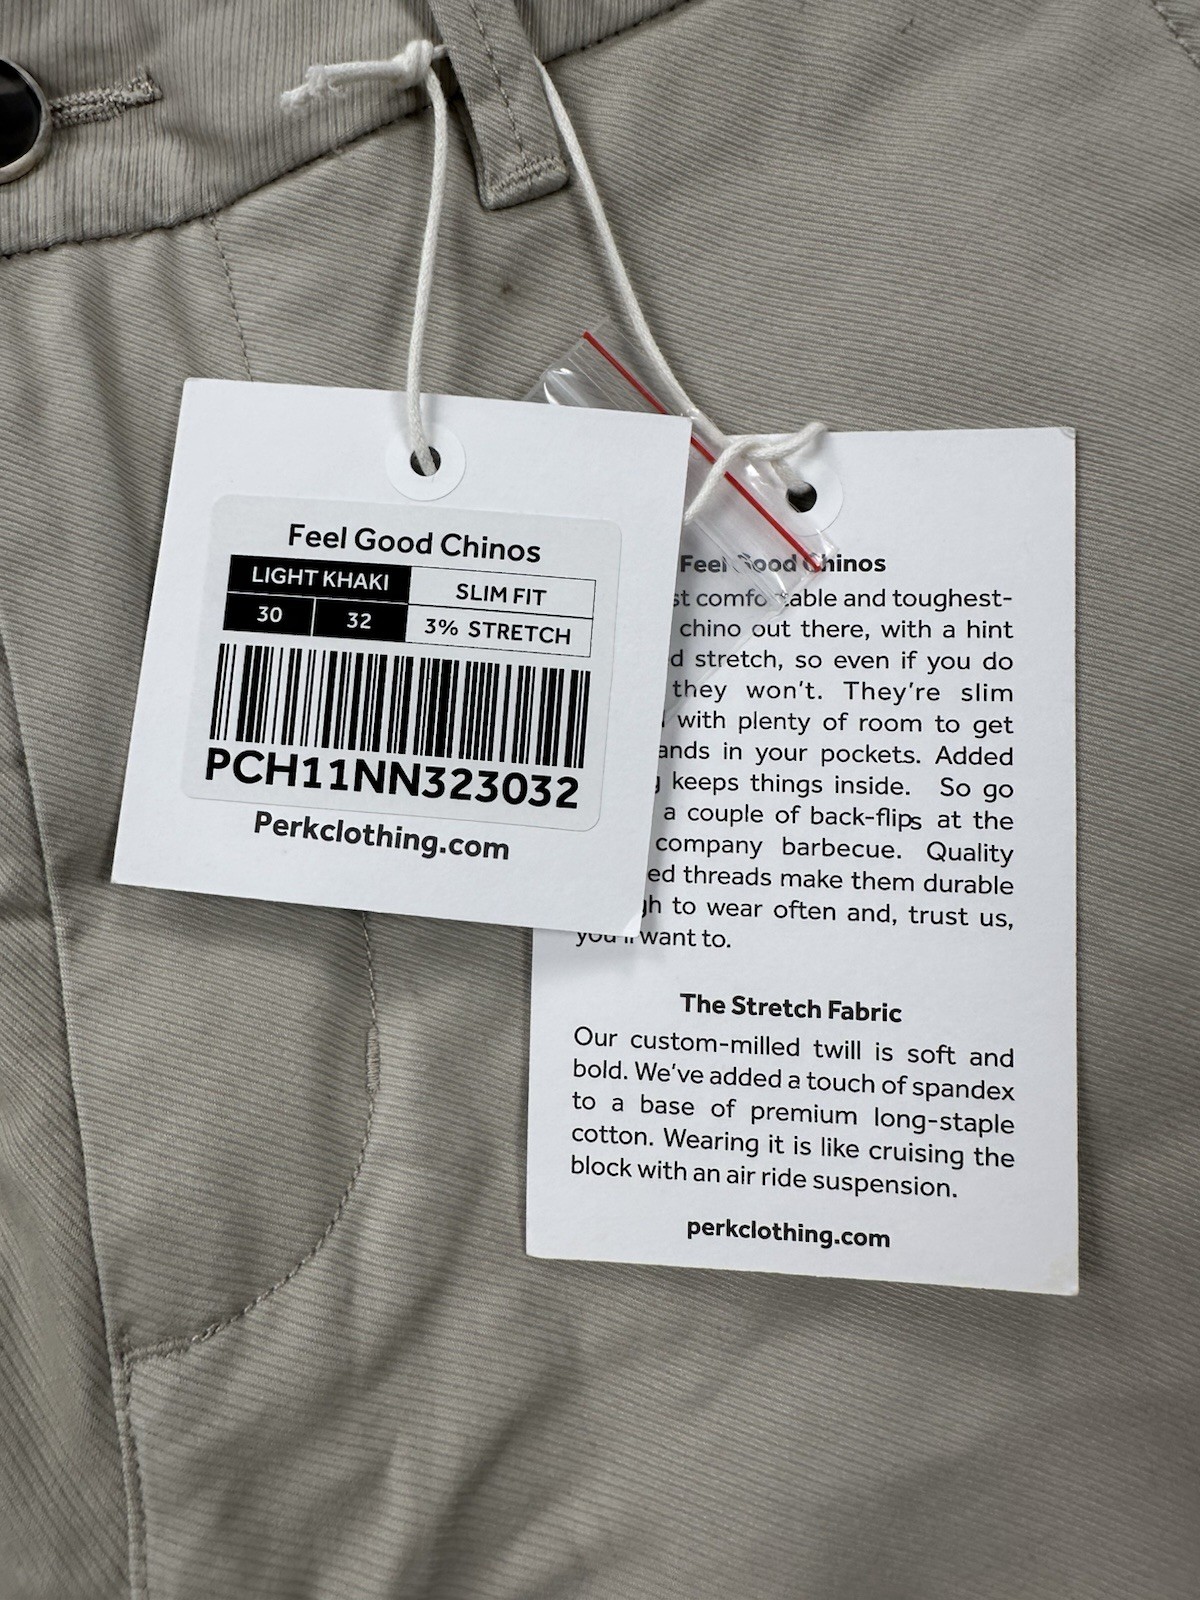 Feel Good Chinos
LIGHT KHAKI
SLIM FIT
30 32
3% STRETCH
PCH11NN323032
Perkclothing.com
Feel Good Chinos
comfortable and toughest-
chino out there, with a hint
stretch, so even if you do
they won't. They're slim
with plenty of room to get
in your pockets. Added
keeps things inside. So go
a couple of back-flips at the
company barbecue. Quality
threads make them durable
to wear often and, trust us,
you'll want to.
The Stretch Fabric
Our custom-milled twill is soft and
bold. We've added a touch of spandex
to a base of premium long-staple
cotton. Wearing it is like cruising the
block with an air ride suspension.
perkclothing.com